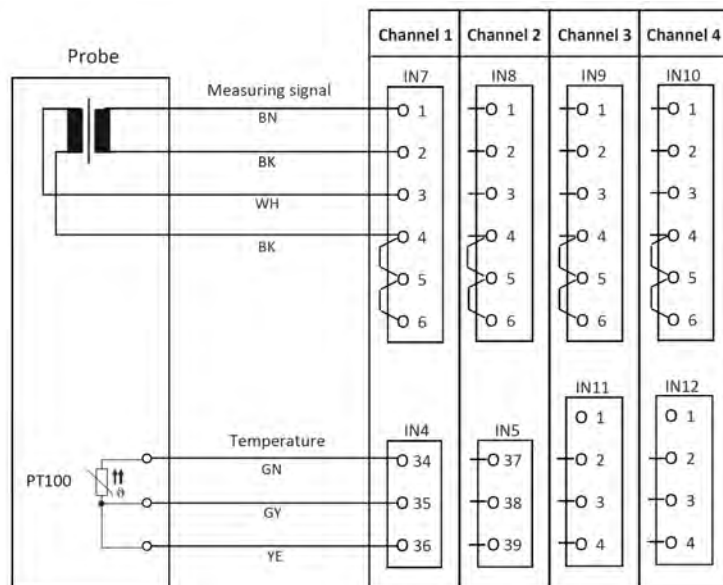 Channel 1 Channel 2 Channel 3 Channel 4
Probe
IN7 IN8 IN9 IN10
Measuring signal
BN 1 1 1 1
BK 2 2 2 2
WH 3 3 3 3
BK 4 4 4 4
5 5 5 5
6 6 6 6
IN11 IN12
1 1
Temperature IN4 IN5
PT100 GN 34 37 2 2
ϑ
GY 35 38 3 3
YE 36 39 4 4